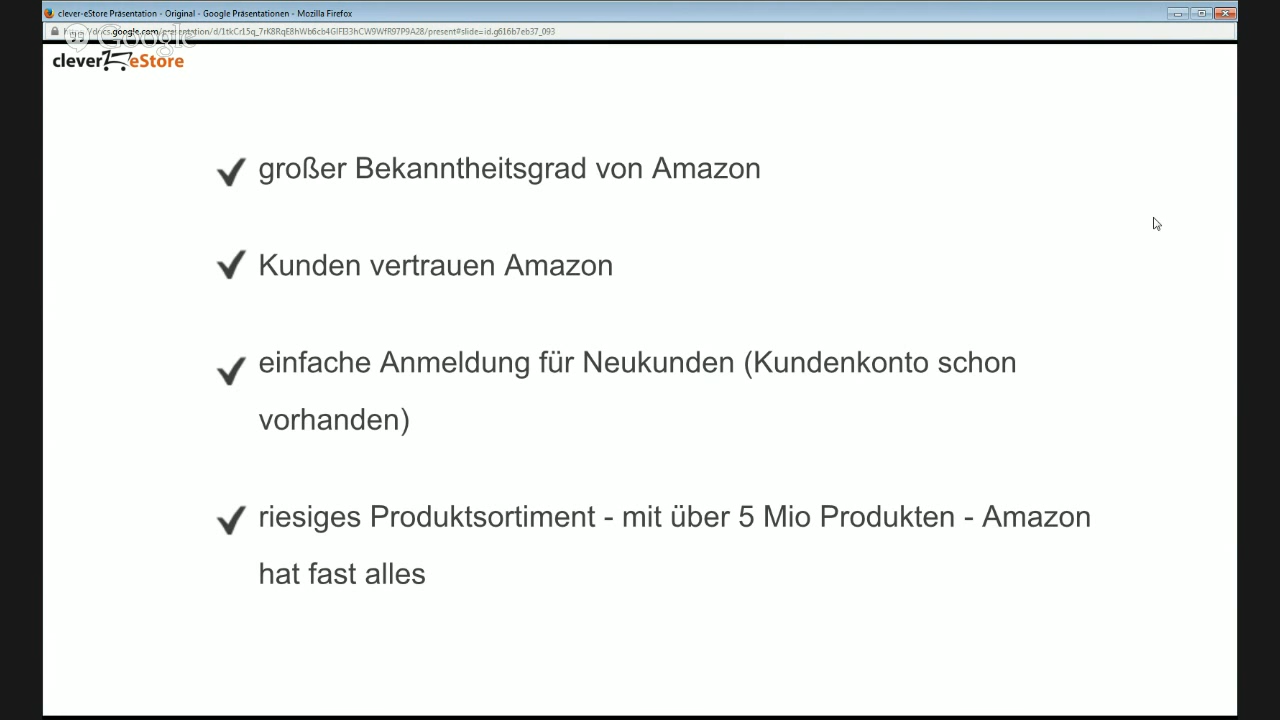 clever-eStore Präsentation - Original - Google Präsentationen - Mozilla Firefox
Google
clever eStore
großer Bekanntheitsgrad von Amazon
Kunden vertrauen Amazon
einfache Anmeldung für Neukunden (Kundenkonto schon
vorhanden)
riesiges Produktsortiment - mit über 5 Mio Produkten - Amazon
hat fast alles